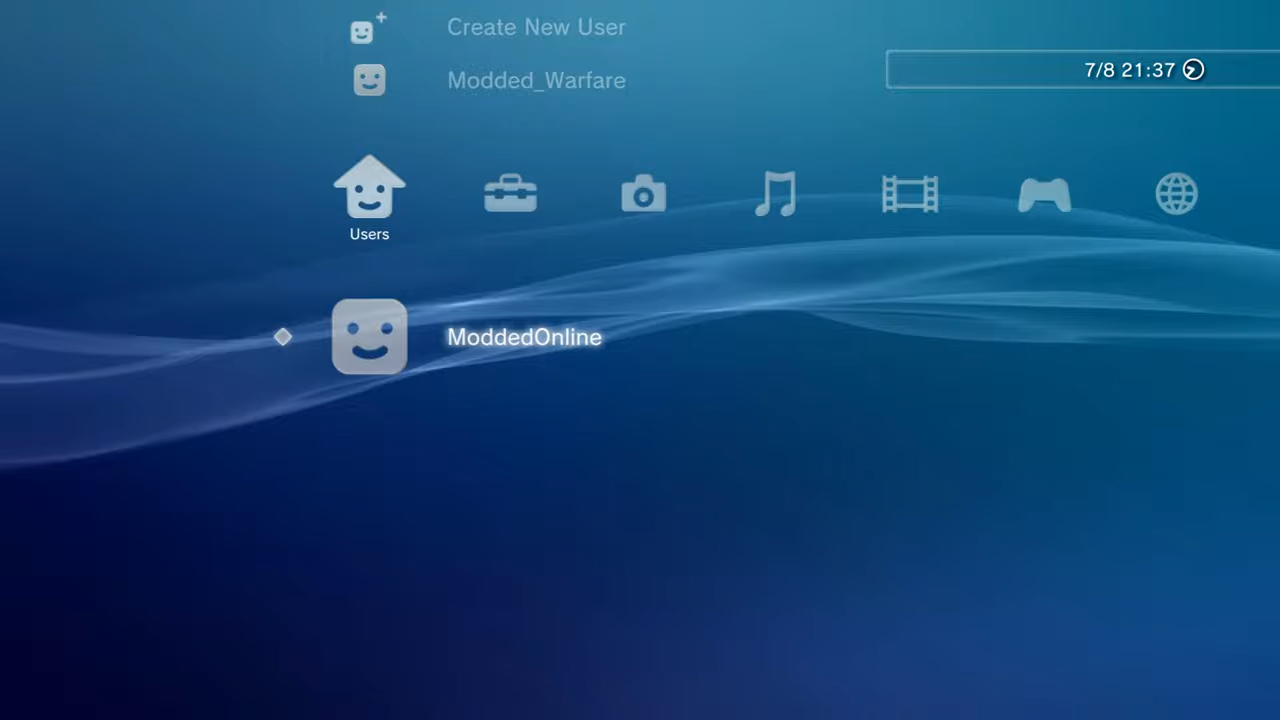 Create New User
Modded_Warfare
7/8 21:37
Users
ModdedOnline